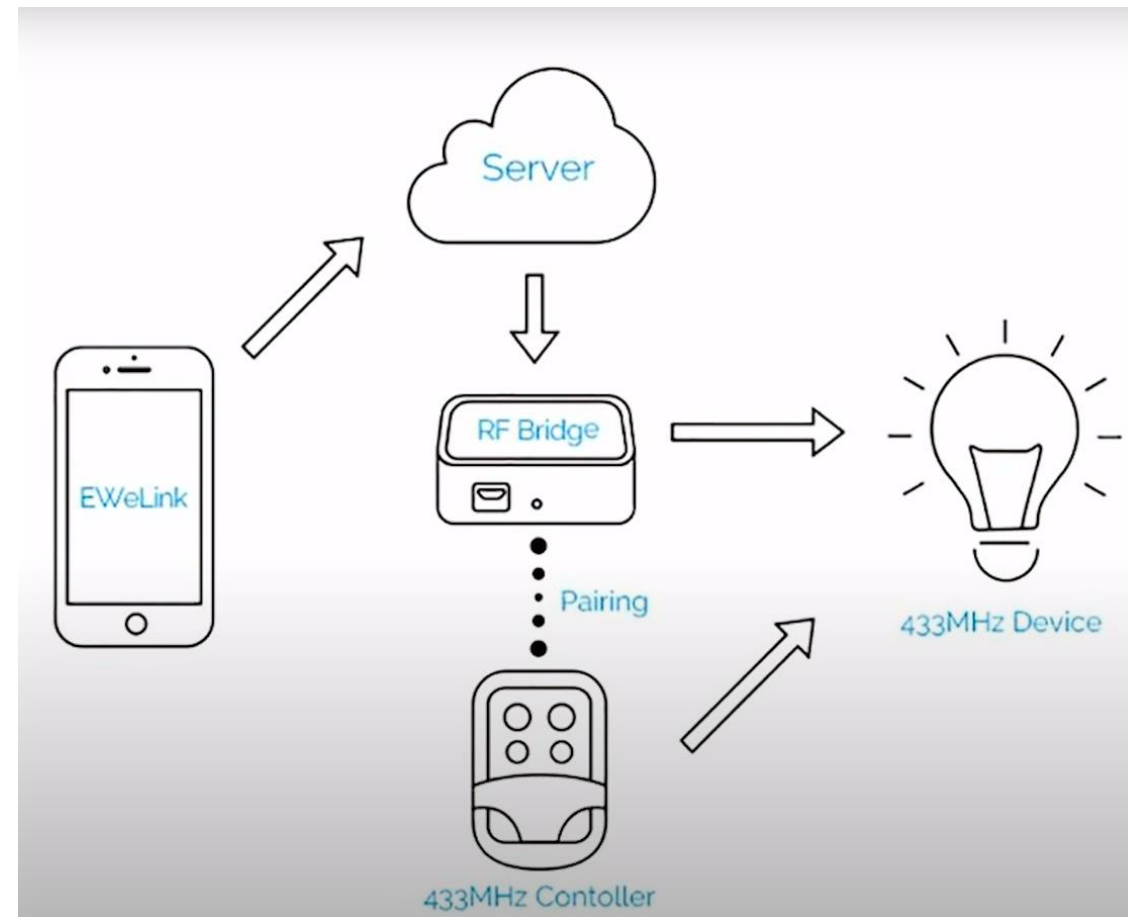 Server
RF Bridge
EWeLink
Pairing
433MHz Device
433MHz Contoller